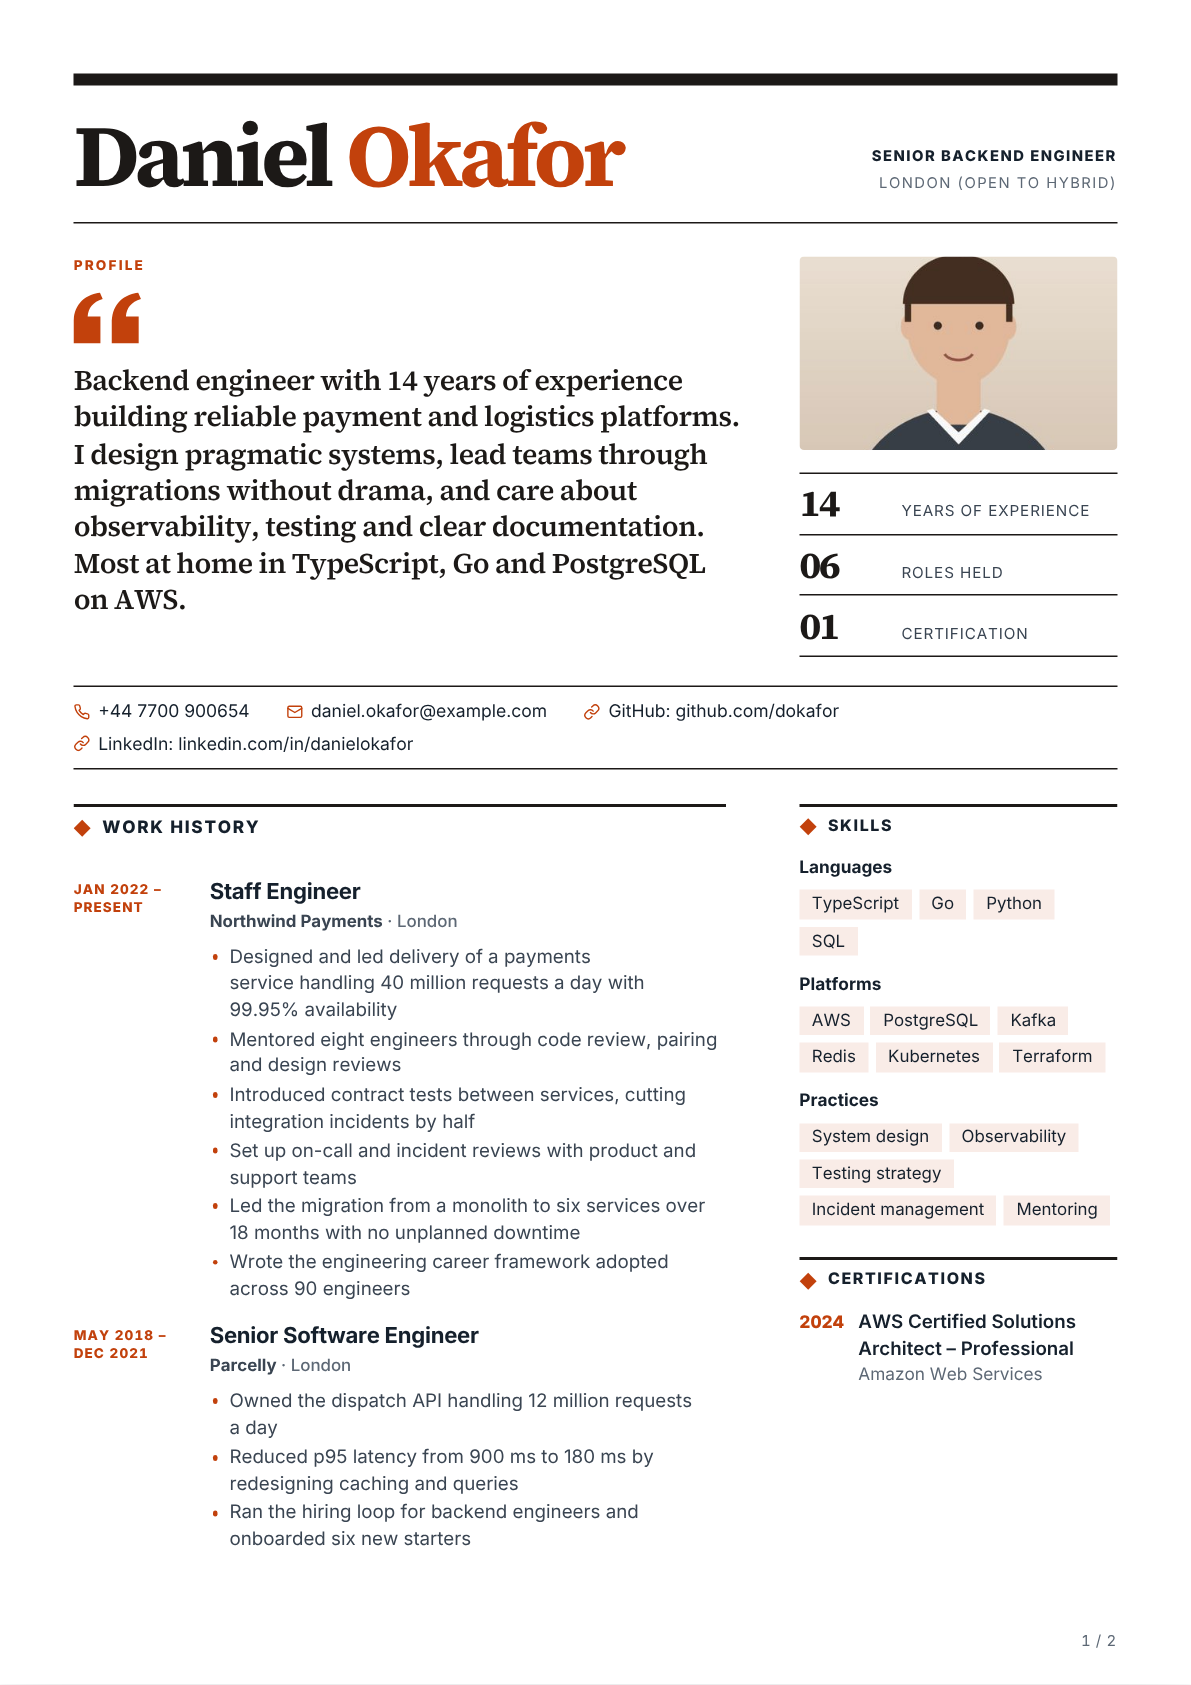 Daniel Okafor
SENIOR BACKEND ENGINEER
LONDON (OPEN TO HYBRID)
PROFILE
Backend engineer with 14 years of experience
building reliable payment and logistics platforms.
I design pragmatic systems, lead teams through
migrations without drama, and care about
observability, testing and clear documentation.
Most at home in TypeScript, Go and PostgreSQL
on AWS.
14 YEARS OF EXPERIENCE
06 ROLES HELD
01 CERTIFICATION
+44 7700 900654 daniel.okafor@example.com GitHub: github.com/dokafor
LinkedIn: linkedin.com/in/danielokafor
WORK HISTORY
JAN 2022 –
PRESENT
Staff Engineer
Northwind Payments · London
• Designed and led delivery of a payments
service handling 40 million requests a day with
99.95% availability
• Mentored eight engineers through code review, pairing
and design reviews
• Introduced contract tests between services, cutting
integration incidents by half
• Set up on-call and incident reviews with product and
support teams
• Led the migration from a monolith to six services over
18 months with no unplanned downtime
• Wrote the engineering career framework adopted
across 90 engineers
MAY 2018 –
DEC 2021
Senior Software Engineer
Parcelly · London
• Owned the dispatch API handling 12 million requests
a day
• Reduced p95 latency from 900 ms to 180 ms by
redesigning caching and queries
• Ran the hiring loop for backend engineers and
onboarded six new starters
SKILLS
Languages
TypeScript Go Python
SQL
Platforms
AWS PostgreSQL Kafka
Redis Kubernetes Terraform
Practices
System design Observability
Testing strategy
Incident management Mentoring
CERTIFICATIONS
2024 AWS Certified Solutions
Architect – Professional
Amazon Web Services
1 / 2